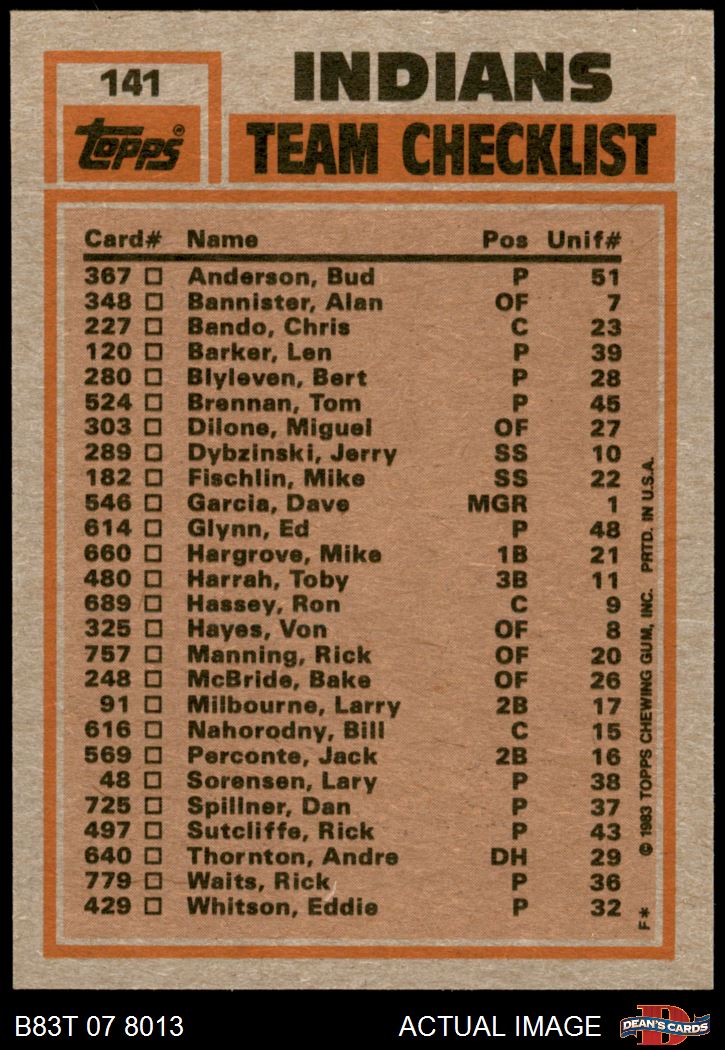 141
INDIANS
Topps®
TEAM CHECKLIST
Card# Name Pos Unif#
367 □ Anderson, Bud P 51
348 □ Bannister, Alan OF 7
227 □ Bando, Chris C 23
120 □ Barker, Len P 39
280 □ Blyleven, Bert P 28
524 □ Brennan, Tom P 45
303 □ Dilone, Miguel OF 27
289 □ Dybzinski, Jerry SS 10
182 □ Fischlin, Mike SS 22
546 □ Garcia, Dave MGR 1
614 □ Glynn, Ed P 48
660 □ Hargrove, Mike 1B 21
480 □ Harrah, Toby 3B 11
689 □ Hassey, Ron C 9
325 □ Hayes, Von OF 8
757 □ Manning, Rick OF 20
248 □ McBride, Bake OF 26
91 □ Milbourne, Larry 2B 17
616 □ Nahorodny, Bill C 15
569 □ Perconte, Jack 2B 16
48 □ Sorensen, Lary P 38
725 □ Spillner, Dan P 37
497 □ Sutcliffe, Rick P 43
640 □ Thornton, Andre DH 29
779 □ Waits, Rick P 36
429 □ Whitson, Eddie P 32
F* © 1983 TOPPS CHEWING GUM, INC. PRTD. IN U.S.A.
B83T 07 8013 ACTUAL IMAGE
D
DEAN'S CARDS